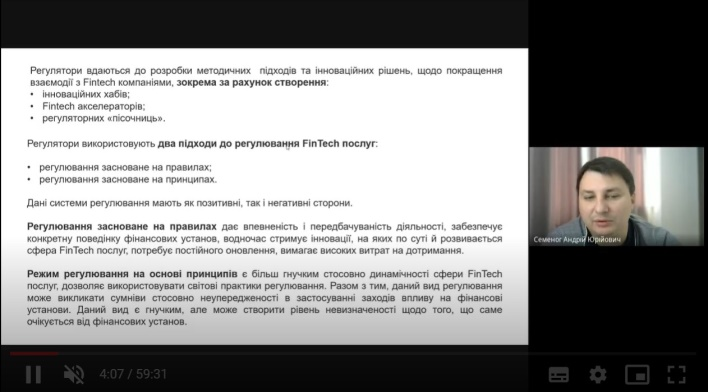 Регулятори вдаються до розробки методичних підходів та інноваційних рішень, щодо покращення
взаємодії з Fintech компаніями, зокрема за рахунок створення:
• інноваційних хабів;
• Fintech акселераторів;
• регуляторних «пісочниць».
Регулятори використовують два підходи до регулювання FinTech послуг:
• регулювання засноване на правилах;
• регулювання засноване на принципах.
Дані системи регулювання мають як позитивні, так і негативні сторони.
Регулювання засноване на правилах дає впевненість і передбачуваність діяльності, забезпечує
конкретну поведінку фінансових установ, водночас стримує інновації, на яких по суті й розвивається
сфера FinTech послуг, потребує постійного оновлення, вимагає високих витрат на дотримання.
Режим регулювання на основі принципів є більш гнучким стосовно динамічності сфери FinTech
послуг, дозволяє використовувати світові практики регулювання. Разом з тим, даний вид регулювання
може викликати сумніви стосовно неупередженості в застосуванні заходів впливу на фінансові
установи. Даний вид є гнучким, але може створити рівень невизначеності щодо того, що саме
очікується від фінансових установ.
Семеног Андрій Юрійович
4:07 / 59:31